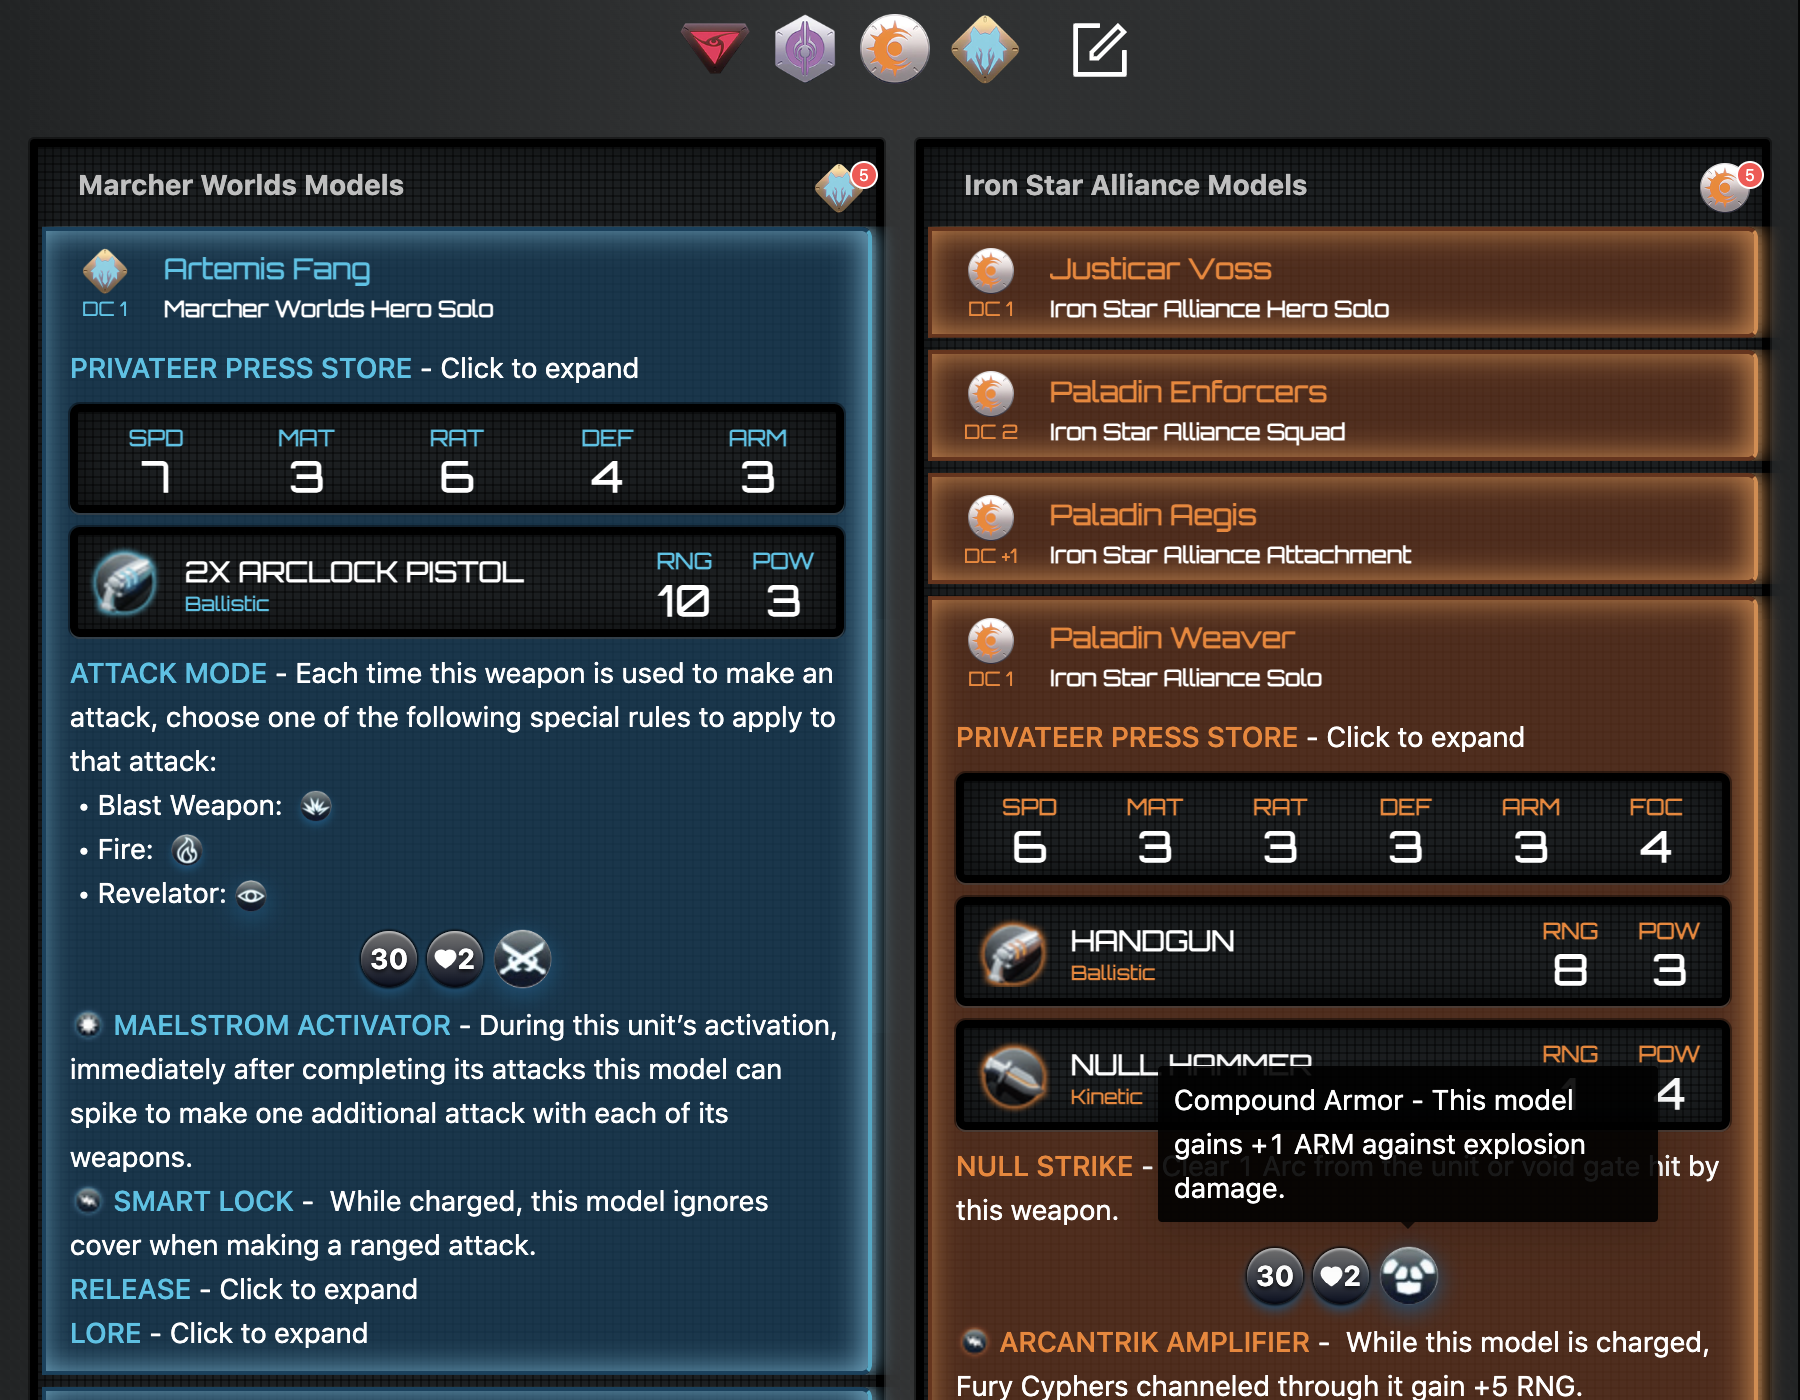 Marcher Worlds Models
5
Artemis Fang
DC 1
Marcher Worlds Hero Solo
PRIVATEER PRESS STORE - Click to expand
SPD MAT RAT DEF ARM
7 3 6 4 3
2X ARCLOCK PISTOL
Ballistic
RNG POW
10 3
ATTACK MODE - Each time this weapon is used to make an
attack, choose one of the following special rules to apply to
that attack:
• Blast Weapon:
• Fire:
• Revelator:
30 2
MAELSTROM ACTIVATOR - During this unit’s activation,
immediately after completing its attacks this model can
spike to make one additional attack with each of its
weapons.
SMART LOCK - While charged, this model ignores
cover when making a ranged attack.
RELEASE - Click to expand
LORE - Click to expand
Iron Star Alliance Models
5
Justicar Voss
DC 1
Iron Star Alliance Hero Solo
Paladin Enforcers
DC 2
Iron Star Alliance Squad
Paladin Aegis
DC +1
Iron Star Alliance Attachment
Paladin Weaver
DC 1
Iron Star Alliance Solo
PRIVATEER PRESS STORE - Click to expand
SPD MAT RAT DEF ARM FOC
6 3 3 3 3 4
HANDGUN
Ballistic
RNG POW
8 3
NULL HAMMER
Kinetic
RNG POW
1 4
Compound Armor - This model
gains +1 ARM against explosion
damage.
NULL STRIKE - Clear 1 Arc from the unit or void gate hit by
this weapon.
30 2
ARCANTRIK AMPLIFIER - While this model is charged,
Fury Cyphers channeled through it gain +5 RNG.